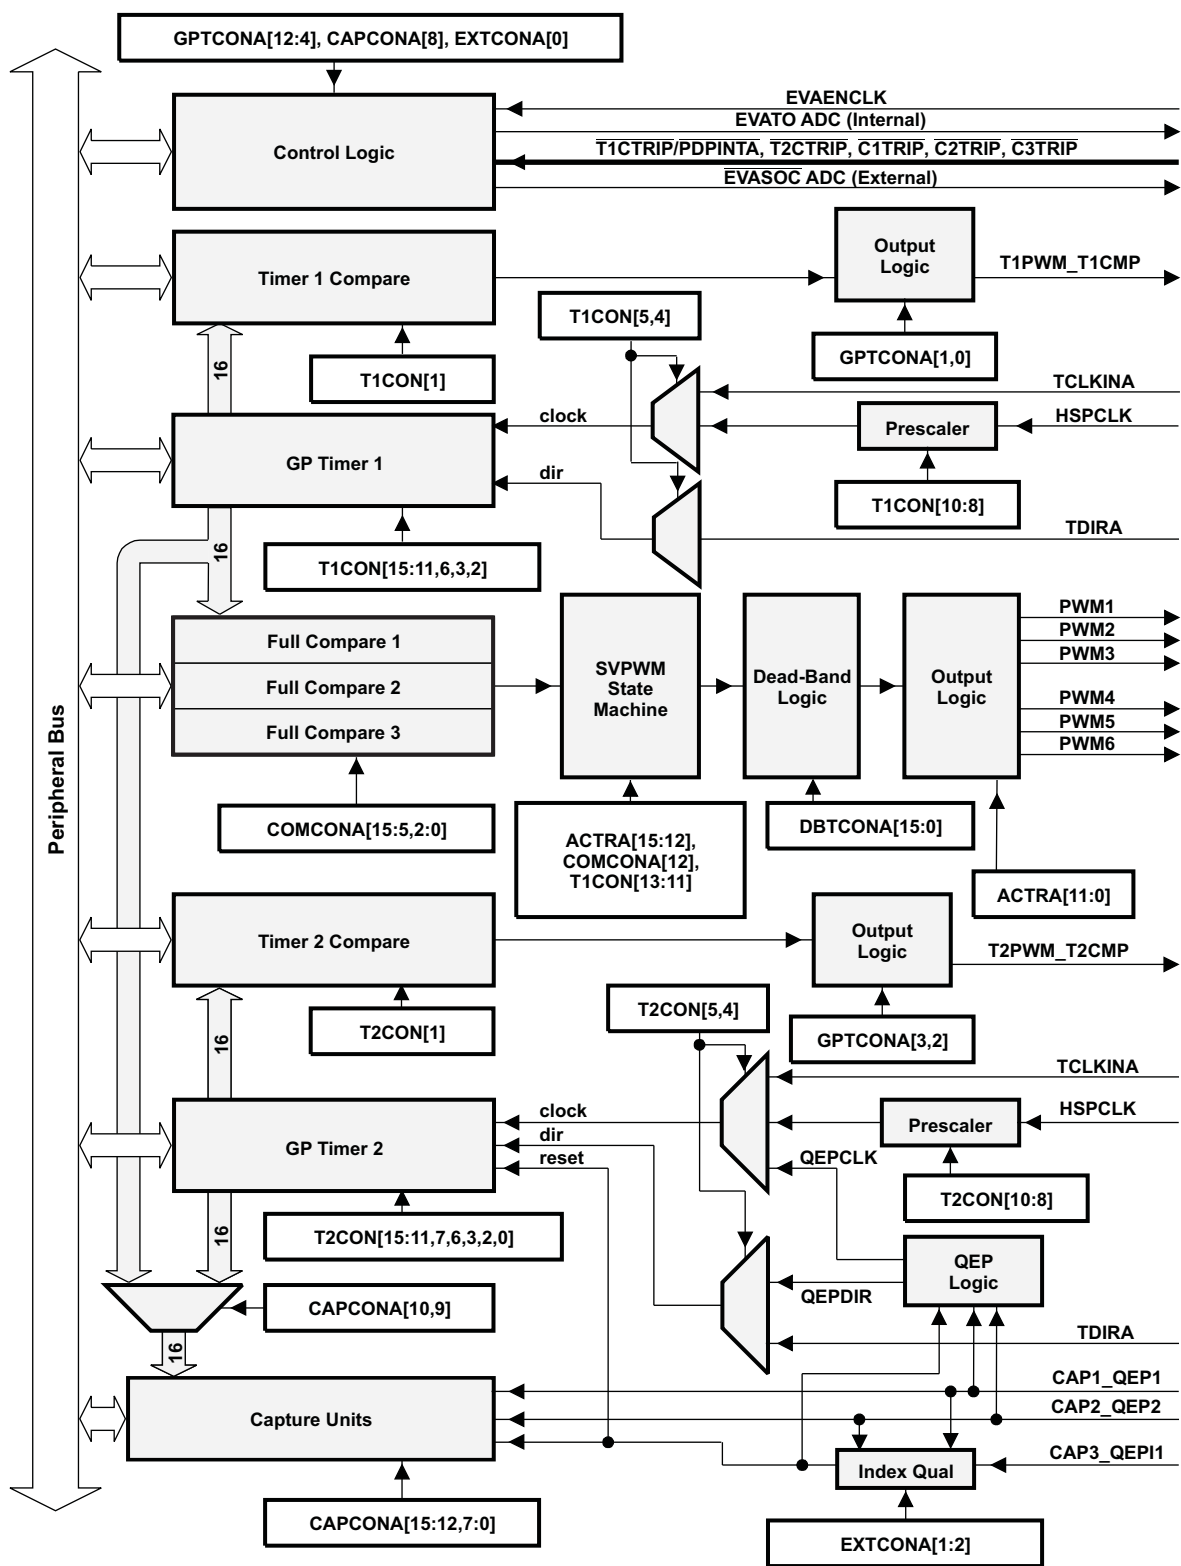 GPTCONA[12:4], CAPCONA[8], EXTCONA[0]
EVAENCLK
EVATO ADC (Internal)
Control Logic
T1CTRIP/PDPINTA, T2CTRIP, C1TRIP, C2TRIP, C3TRIP
EVASOC ADC (External)
Output
Logic
Timer 1 Compare
T1PWM_T1CMP
T1CON[5,4]
GPTCONA[1,0]
16
T1CON[1]
TCLKINA
clock
Prescaler
HSPCLK
GP Timer 1
dir
T1CON[10:8]
TDIRA
16
T1CON[15:11,6,3,2]
Full Compare 1
Full Compare 2
Full Compare 3
SVPWM
State
Machine
Dead-Band
Logic
Output
Logic
PWM1
PWM2
PWM3
PWM4
PWM5
PWM6
Peripheral Bus
COMCONA[15:5,2:0]
ACTRA[15:12],
COMCONA[12],
T1CON[13:11]
DBTCONA[15:0]
ACTRA[11:0]
Timer 2 Compare
Output
Logic
T2PWM_T2CMP
T2CON[5,4]
T2CON[1]
GPTCONA[3,2]
16
TCLKINA
clock
Prescaler
HSPCLK
GP Timer 2
dir
reset
QEPCLK
T2CON[10:8]
16
T2CON[15:11,7,6,3,2,0]
QEP
Logic
QEPDIR
CAPCONA[10,9]
TDIRA
16
CAP1_QEP1
Capture Units
CAP2_QEP2
Index Qual
CAP3_QEPI1
CAPCONA[15:12,7:0]
EXTCONA[1:2]